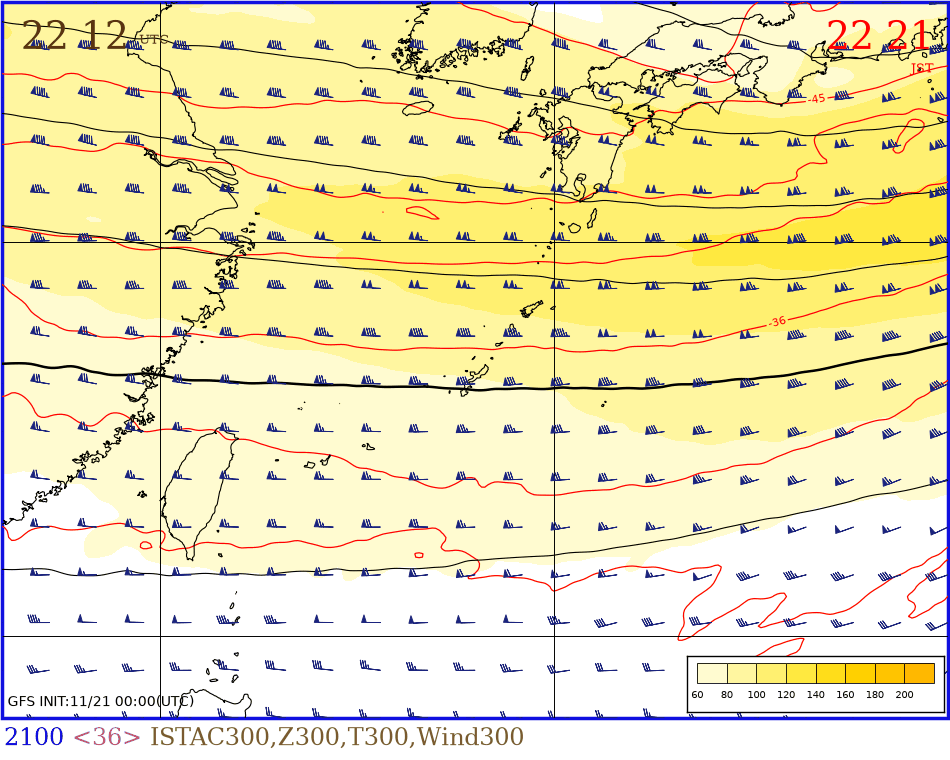 22 12 UTC
22 21 JST
-45
-36
60 80 100 120 140 160 180 200
GFS INIT:11/21 00:00(UTC)
2100 <36> ISTAC300,Z300,T300,Wind300